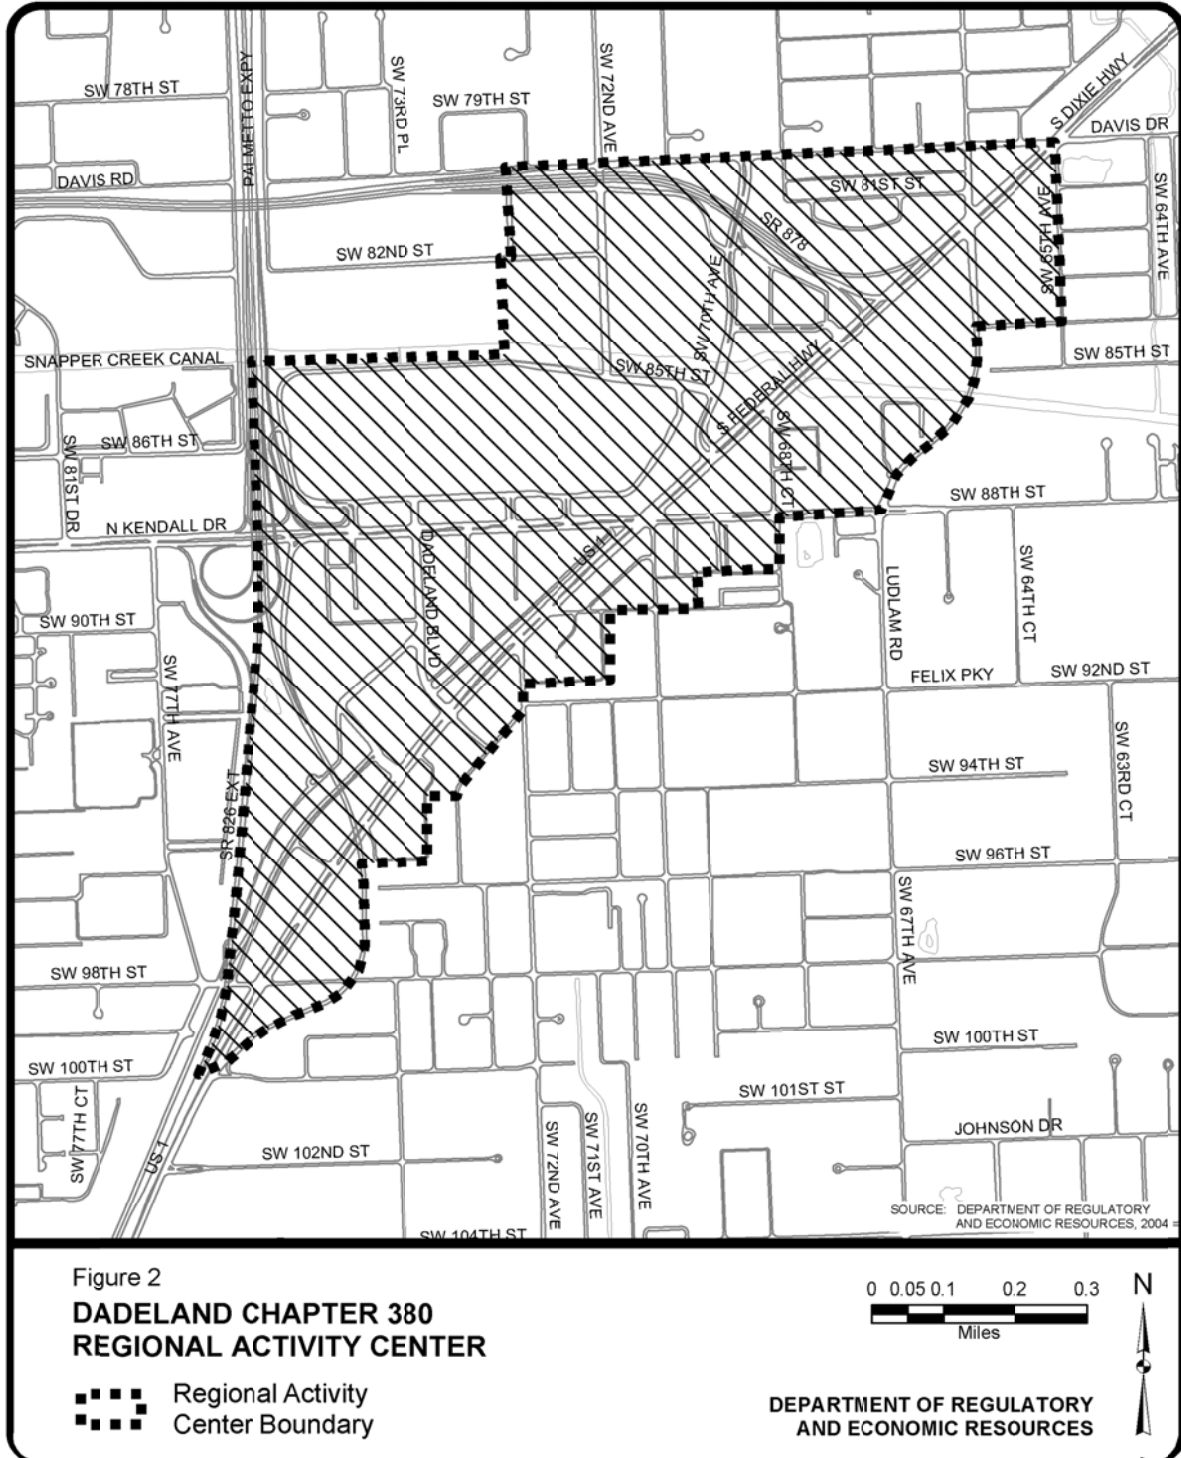 SW 78TH ST
PALMETTO EXPY
SW 73RD PL
SW 79TH ST
SW 72ND AVE
S DIXIE HWY
DAVIS DR
DAVIS RD
SW 81ST ST
SW 65TH AVE
SW 64TH AVE
SR 878
SW 82ND ST
SW 70TH AVE
SNAPPER CREEK CANAL
SW 85TH ST
SW 85TH ST
S FEDERAL HWY
SW 86TH ST
SW 81ST DR
SW 68TH CT
SW 88TH ST
N KENDALL DR
DADELAND BLVD
US 1
LUDLAM RD
SW 64TH CT
SW 90TH ST
SW 77TH AVE
FELIX PKY
SW 92ND ST
SW 63RD CT
SR 826 EXT
SW 94TH ST
SW 96TH ST
SW 67TH AVE
SW 98TH ST
SW 100TH ST
SW 100TH ST
SW 77TH CT
SW 101ST ST
JOHNSON DR
US 1
SW 102ND ST
SW 72ND AVE
SW 71ST AVE
SW 70TH AVE
SW 104TH ST
SOURCE: DEPARTMENT OF REGULATORY
AND ECONOMIC RESOURCES, 2004
Figure 2
DADELAND CHAPTER 380
REGIONAL ACTIVITY CENTER
Regional Activity
Center Boundary
0 0.05 0.1 0.2 0.3
Miles
N
DEPARTMENT OF REGULATORY
AND ECONOMIC RESOURCES